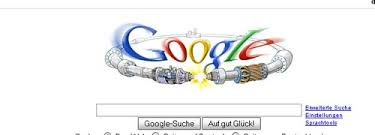 Google
Erweiterte Suche
Einstellungen
Sprachtools
Google-Suche Auf gut Glück!